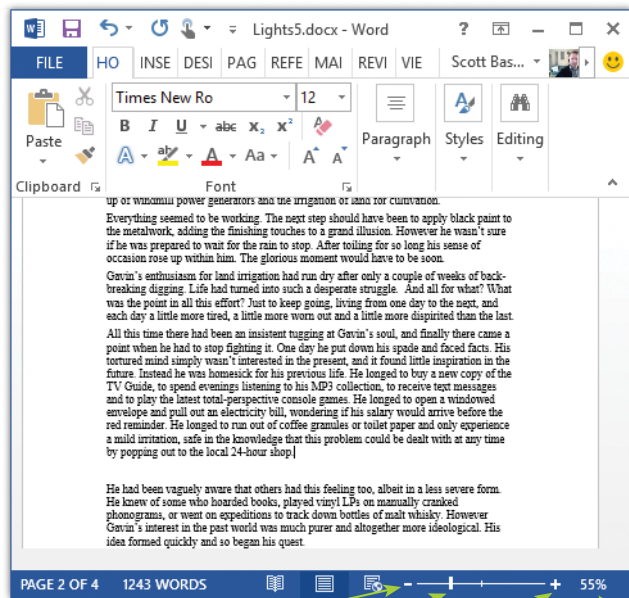 Lights5.docx - Word
?
FILE HO INSE DESI PAG REFE MAI REVI VIE Scott Bas...
Paste
Clipboard
Times New Ro 12
B I U abc x₂ x²
A aby A Aa A A
Font
Paragraph
Styles
Editing
up of windmill power generators and the irrigation of land for cultivation.
Everything seemed to be working. The next step should have been to apply black paint to
the metalwork, adding the finishing touches to a grand illusion. However he wasn't sure
if he was prepared to wait for the rain to stop. After toiling for so long his sense of
occasion rose up within him. The glorious moment would have to be soon.
Gavin's enthusiasm for land irrigation had run dry after only a couple of weeks of back-
breaking digging. Life had turned into such a desperate struggle. And all for what? What
was the point in all this effort? Just to keep going, living from one day to the next, and
each day a little more tired, a little more worn out and a little more dispirited than the last.
All this time there had been an insistent tugging at Gavin's soul, and finally there came a
point when he had to stop fighting it. One day he put down his spade and faced facts. His
tortured mind simply wasn't interested in the present, and it found little inspiration in the
future. Instead he was homesick for his previous life. He longed to buy a new copy of the
TV Guide, to spend evenings listening to his MP3 collection, to receive text messages
and to play the latest total-perspective console games. He longed to open a windowed
envelope and pull out an electricity bill, wondering if his salary would arrive before the
red reminder. He longed to run out of coffee granules or toilet paper and only experience
a mild irritation, safe in the knowledge that this problem could be dealt with at any time
by popping out to the local 24-hour shop.
He had been vaguely aware that others had this feeling too, albeit in a less severe form.
He knew of some who hoarded books, played vinyl LPs on manually cranked
phonograms, or went on expeditions to track down bottles of malt whisky. However
Gavin's interest in the past world was much purer and altogether more ideological. His
idea formed quickly and so began his quest.
PAGE 2 OF 4 1243 WORDS - + 55%